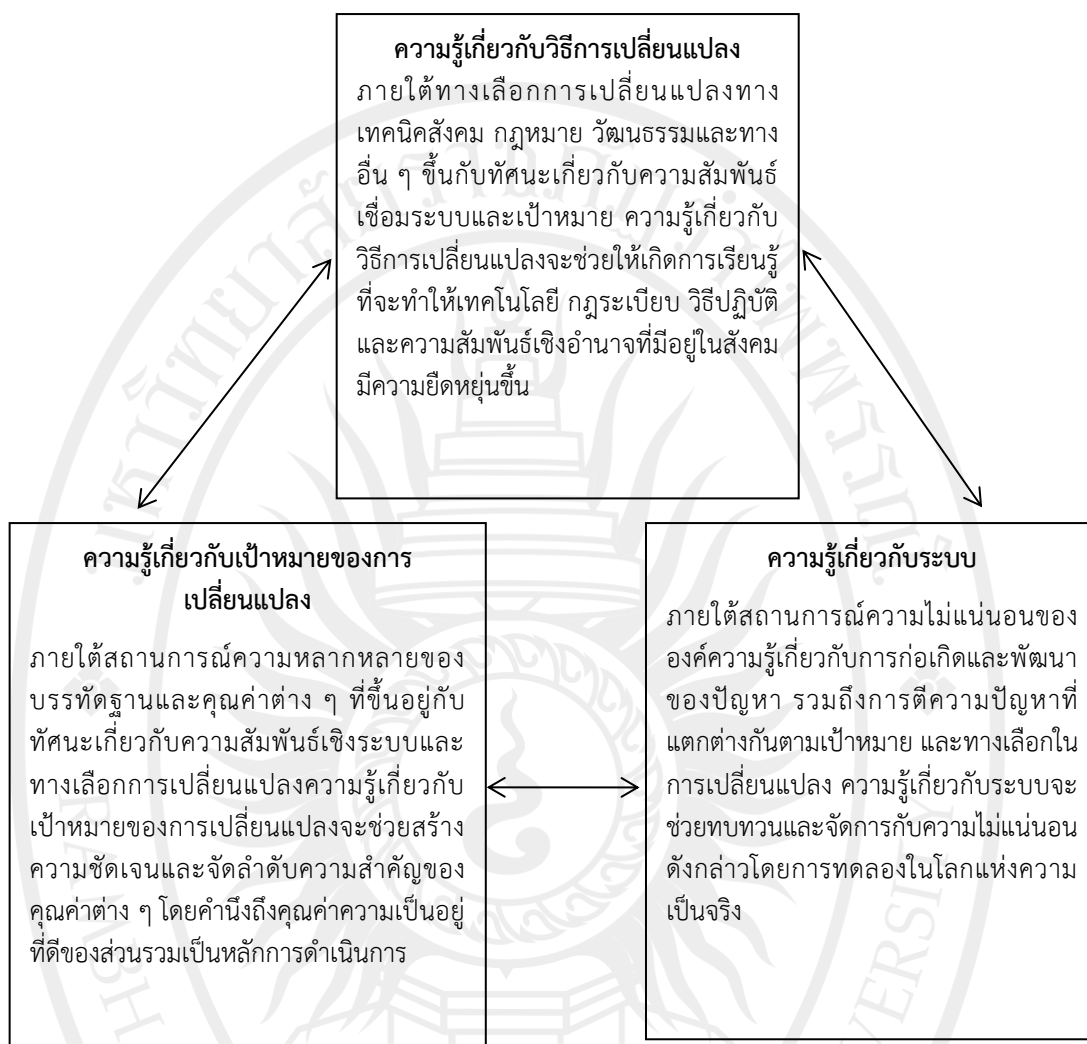 ความรู้เกี่ยวกับวิธีการเปลี่ยนแปลง
ภายใต้ทางเลือกการเปลี่ยนแปลงทาง
เทคนิคสังคม กฎหมาย วัฒนธรรมและทาง
อื่น ๆ ขึ้นกับทัศนะเกี่ยวกับความสัมพันธ์
เชื่อมระบบและเป้าหมาย ความรู้เกี่ยวกับ
วิธีการเปลี่ยนแปลงจะช่วยให้เกิดการเรียนรู้
ที่จะทำให้เทคโนโลยี กฎระเบียบ วิธีปฏิบัติ
และความสัมพันธ์เชิงอำนาจที่มีอยู่ในสังคม
มีความยืดหยุ่นขึ้น
ความรู้เกี่ยวกับเป้าหมายของการ
เปลี่ยนแปลง
ภายใต้สถานการณ์ความหลากหลายของ
บรรทัดฐานและคุณค่าต่าง ๆ ที่ขึ้นอยู่กับ
ทัศนะเกี่ยวกับความสัมพันธ์เชิงระบบและ
ทางเลือกการเปลี่ยนแปลงความรู้เกี่ยวกับ
เป้าหมายของการเปลี่ยนแปลงจะช่วยสร้าง
ความชัดเจนและจัดลำดับความสำคัญของ
คุณค่าต่าง ๆ โดยคำนึงถึงคุณค่าความเป็นอยู่
ที่ดีของส่วนรวมเป็นหลักการดำเนินการ
ความรู้เกี่ยวกับระบบ
ภายใต้สถานการณ์ความไม่แน่นอนของ
องค์ความรู้เกี่ยวกับการก่อเกิดและพัฒนา
ของปัญหา รวมถึงการตีความปัญหาที่
แตกต่างกันตามเป้าหมาย และทางเลือกใน
การเปลี่ยนแปลง ความรู้เกี่ยวกับระบบจะ
ช่วยทบทวนและจัดการกับความไม่แน่นอน
ดังกล่าวโดยการทดลองในโลกแห่งความ
เป็นจริง